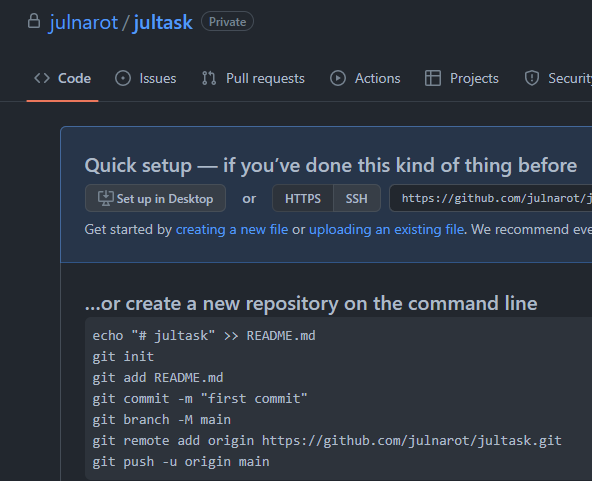 julnarot / jultask Private
Code Issues Pull requests Actions Projects Security
Quick setup — if you've done this kind of thing before
Set up in Desktop or HTTPS SSH https://github.com/julnarot/j
Get started by creating a new file or uploading an existing file. We recommend eve
...or create a new repository on the command line
echo "# jultask" >> README.md
git init
git add README.md
git commit -m "first commit"
git branch -M main
git remote add origin https://github.com/julnarot/jultask.git
git push -u origin main